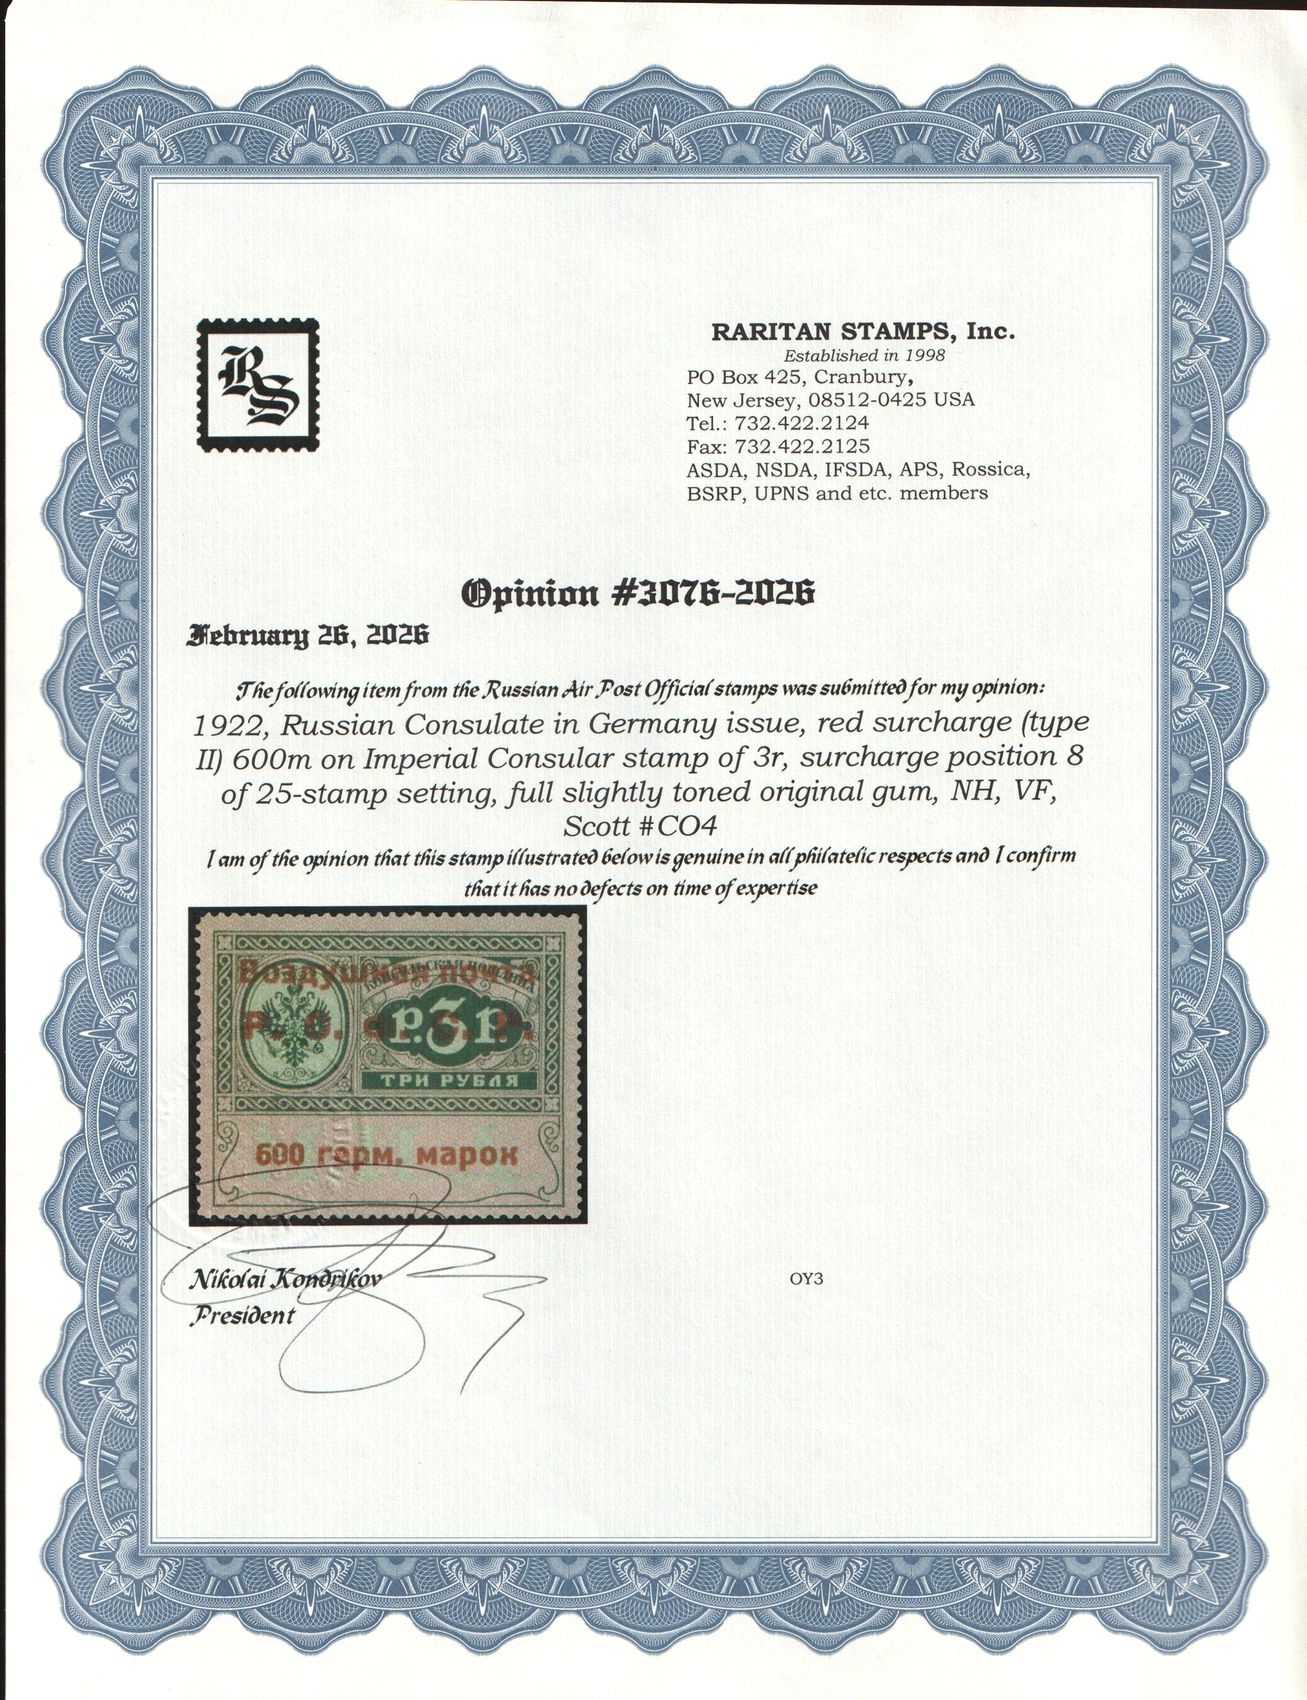 RS
RARITAN STAMPS, Inc.
Established in 1998
PO Box 425, Cranbury,
New Jersey, 08512-0425 USA
Tel.: 732.422.2124
Fax: 732.422.2125
ASDA, NSDA, IFSDA, APS, Rossica,
BSRP, UPNS and etc. members
Opinion #3076-2026
February 26, 2026
The following item from the Russian Air Post Official stamps was submitted for my opinion:
1922, Russian Consulate in Germany issue, red surcharge (type
II) 600m on Imperial Consular stamp of 3r, surcharge position 8
of 25-stamp setting, full slightly toned original gum, NH, VF,
Scott #CO4
I am of the opinion that this stamp illustrated below is genuine in all philatelic respects and I confirm
that it has no defects on time of expertise
Воздушная почта
КОНСУЛЬСКАЯ ПОШЛИНА
Р. С. Ф. С. Р.
Р.3Р.
ТРИ РУБЛЯ
600 герм. марок
Nikolai Kondrikov
President
OY3